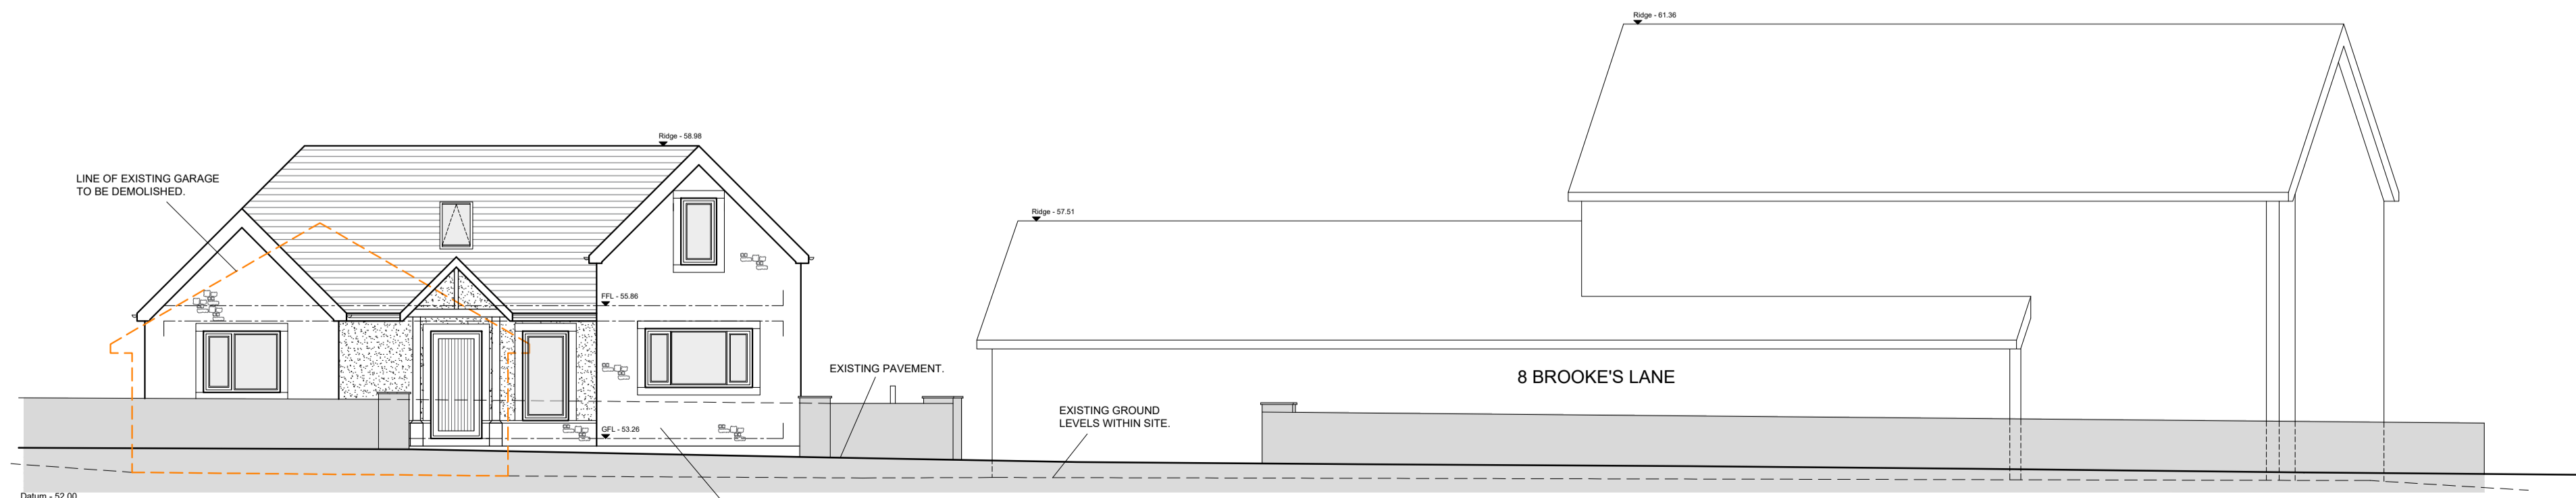 Ridge - 61.36
Ridge - 58.98
LINE OF EXISTING GARAGE
TO BE DEMOLISHED.
Ridge - 57.51
FFL - 55.86
EXISTING PAVEMENT.
8 BROOKE'S LANE
EXISTING GROUND
LEVELS WITHIN SITE.
GFL - 53.26
Datum - 52.00